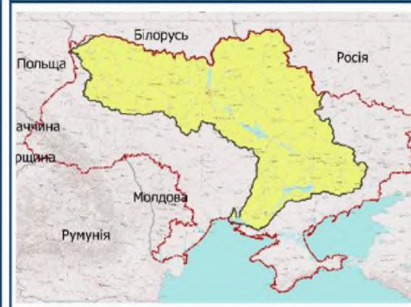 Білорусь
Росія
Польща
аччина
рщина
Молдова
Румунія